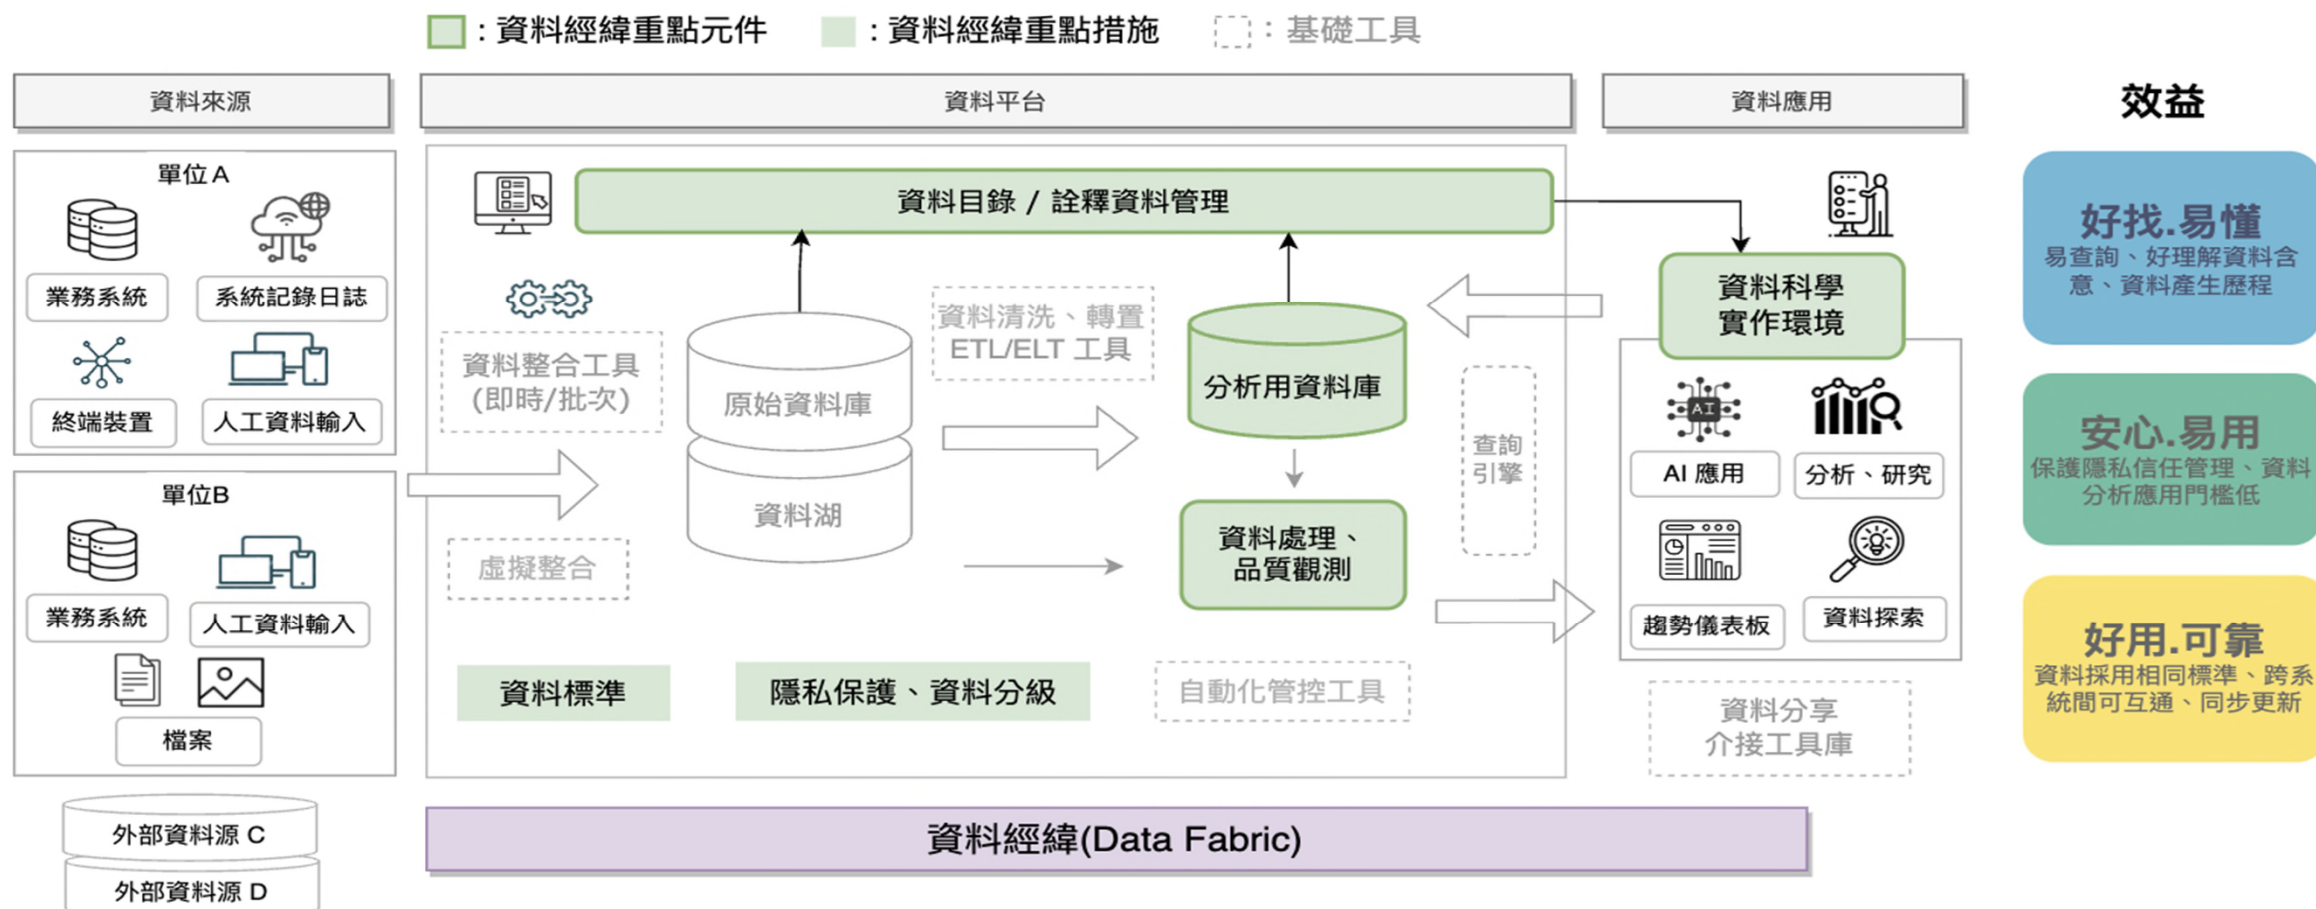 ：資料經緯重點元件
：資料經緯重點措施
：基礎工具
資料來源
資料平台
資料應用
效益
單位A
業務系統
系統記錄日誌
終端裝置
人工資料輸入
單位B
業務系統
人工資料輸入
檔案
外部資料源 C
外部資料源 D
資料目錄 / 詮釋資料管理
資料整合工具
(即時/批次)
虛擬整合
原始資料庫
資料湖
資料清洗、轉置
ETL/ELT 工具
分析用資料庫
資料處理、
品質觀測
查詢
引擎
資料標準
隱私保護、資料分級
自動化管控工具
資料科學
實作環境
AI
AI 應用
分析、研究
趨勢儀表板
資料探索
資料分享
介接工具庫
好找.易懂
易查詢、好理解資料含
意、資料產生歷程
安心.易用
保護隱私信任管理、資料
分析應用門檻低
好用.可靠
資料採用相同標準、跨系
統間可互通、同步更新
資料經緯(Data Fabric)